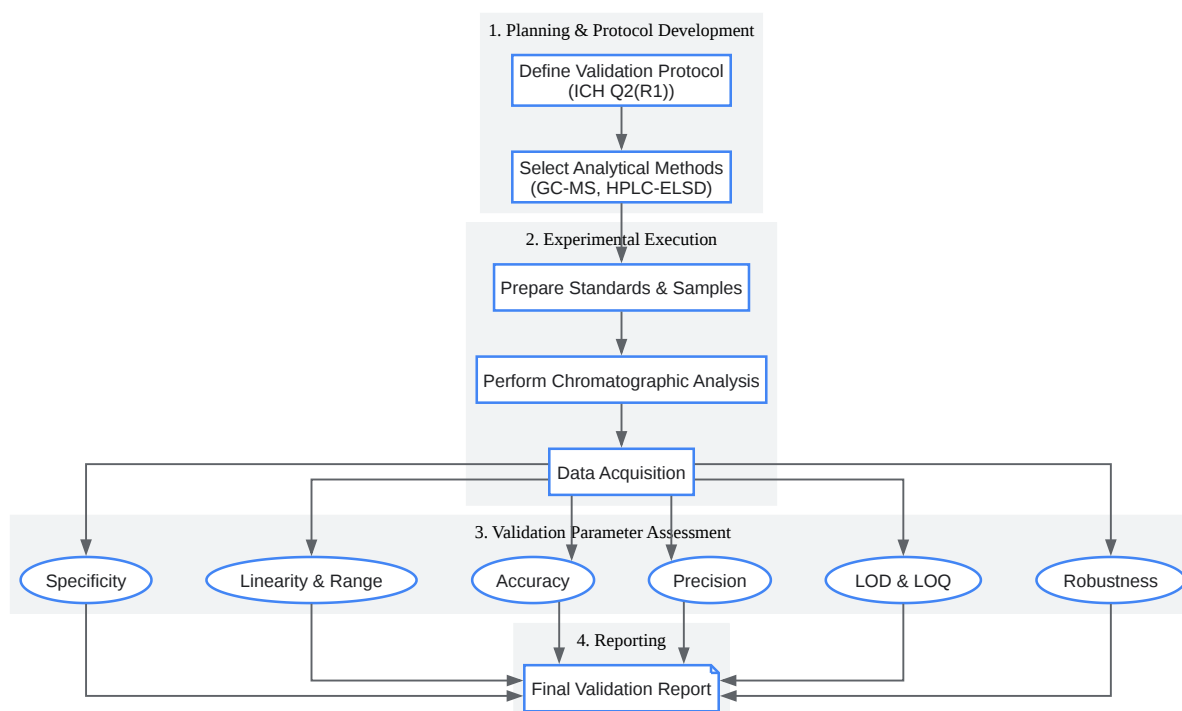 1. Planning & Protocol Development
Define Validation Protocol
(ICH Q2(R1))
Select Analytical Methods
(GC-MS, HPLC-ELSD)
2. Experimental Execution
Prepare Standards & Samples
Perform Chromatographic Analysis
Data Acquisition
3. Validation Parameter Assessment
Specificity
Linearity & Range
Accuracy
Precision
LOD & LOQ
Robustness
4. Reporting
Final Validation Report